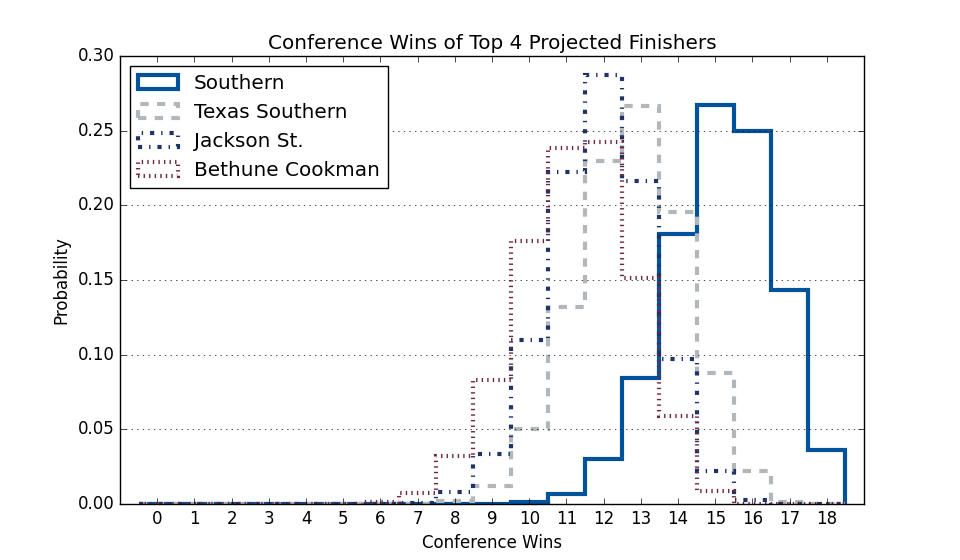 Conference Wins of Top 4 Projected Finishers
0.30
0.25
0.20
0.15
0.10
0.05
0.00
Probability
Southern
Texas Southern
Jackson St.
Bethune Cookman
0 1 2 3 4 5 6 7 8 9 10 11 12 13 14 15 16 17 18
Conference Wins